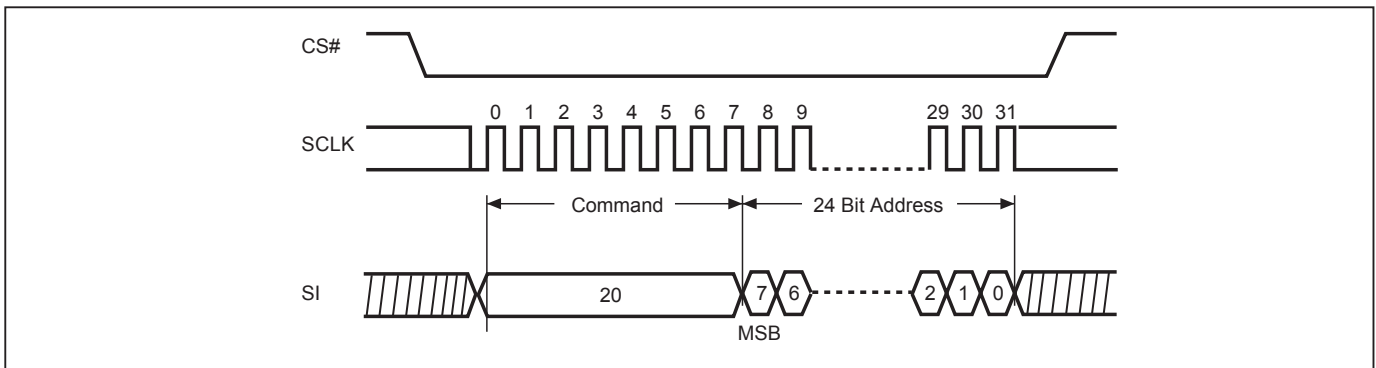 CS#
0 1 2 3 4 5 6 7 8 9 29 30 31
SCLK
Command 24 Bit Address
SI 20 7 6 2 1 0
MSB